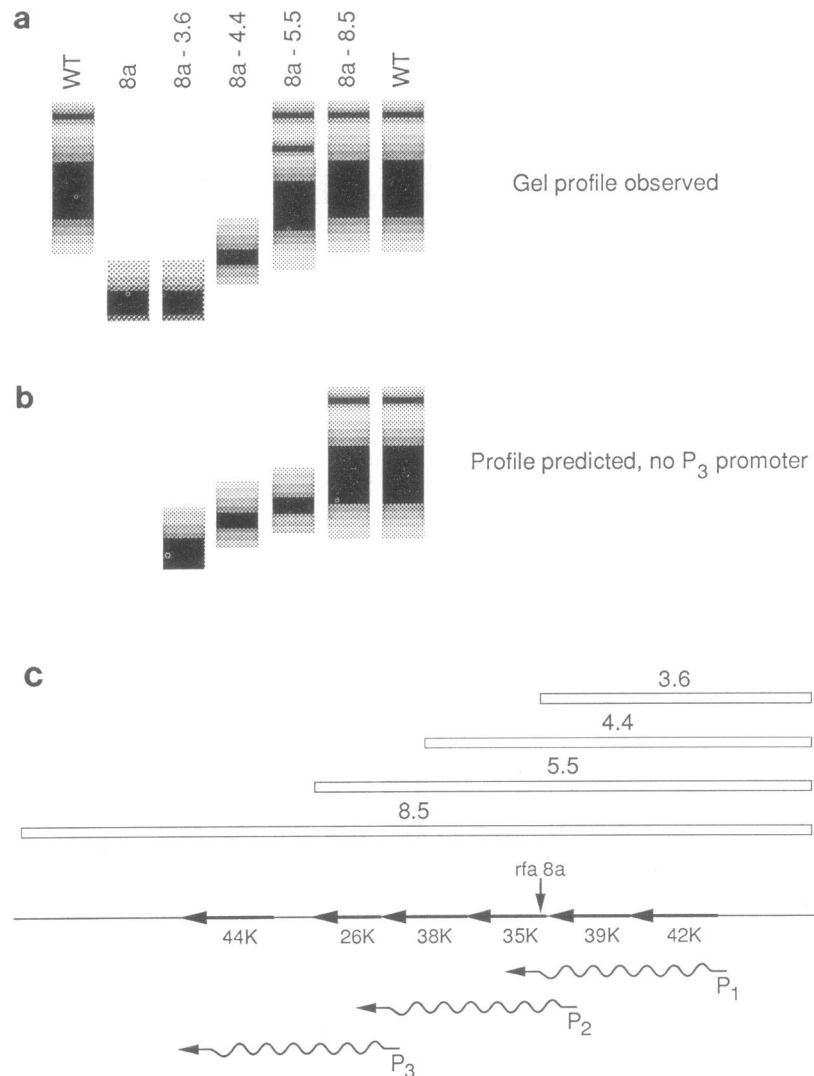 a
WT
8a
8a - 3.6
8a - 4.4
8a - 5.5
8a - 8.5
WT
Gel profile observed
b
Profile predicted, no P3 promoter
c
3.6
4.4
5.5
8.5
rfa 8a
44K 26K 38K 35K 39K 42K
P1
P2
P3